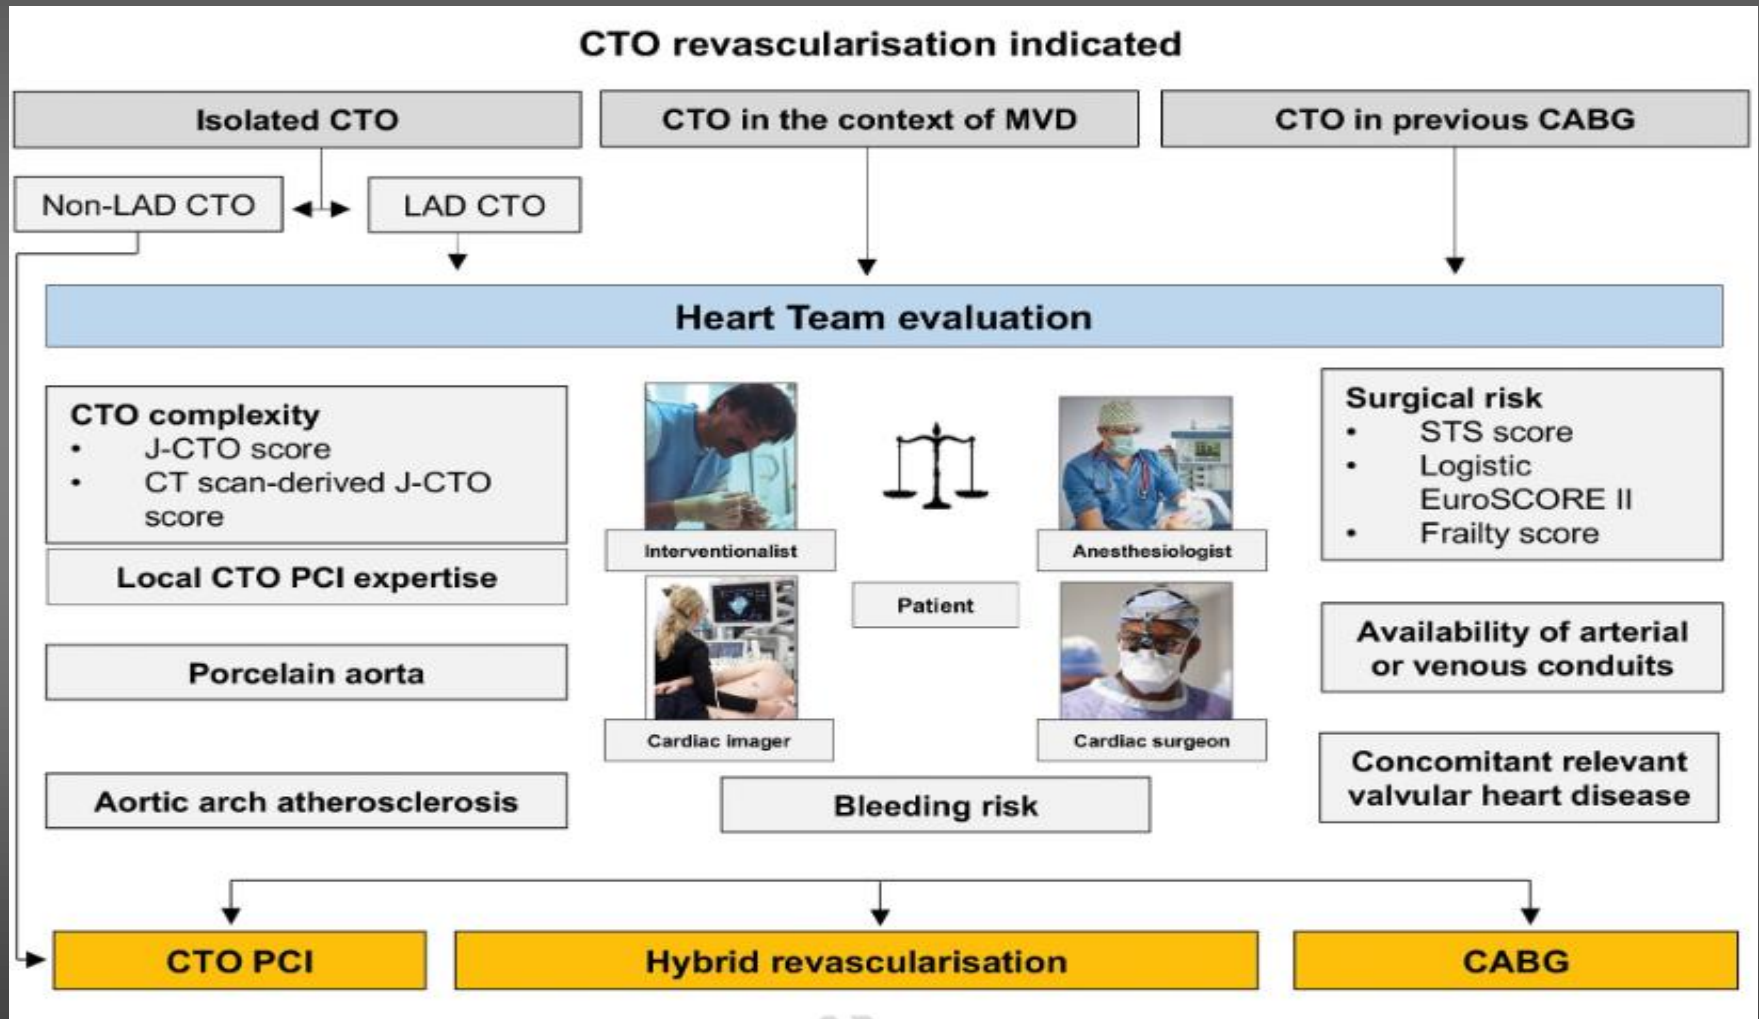 CTO revascularisation indicated
Isolated CTO
CTO in the context of MVD
CTO in previous CABG
Non-LAD CTO
LAD CTO
Heart Team evaluation
CTO complexity
• J-CTO score
• CT scan-derived J-CTO
score
Local CTO PCI expertise
Porcelain aorta
Aortic arch atherosclerosis
Interventionalist
Anesthesiologist
Patient
Cardiac imager
Cardiac surgeon
Bleeding risk
Surgical risk
• STS score
• Logistic
EuroSCORE II
• Frailty score
Availability of arterial
or venous conduits
Concomitant relevant
valvular heart disease
CTO PCI
Hybrid revascularisation
CABG